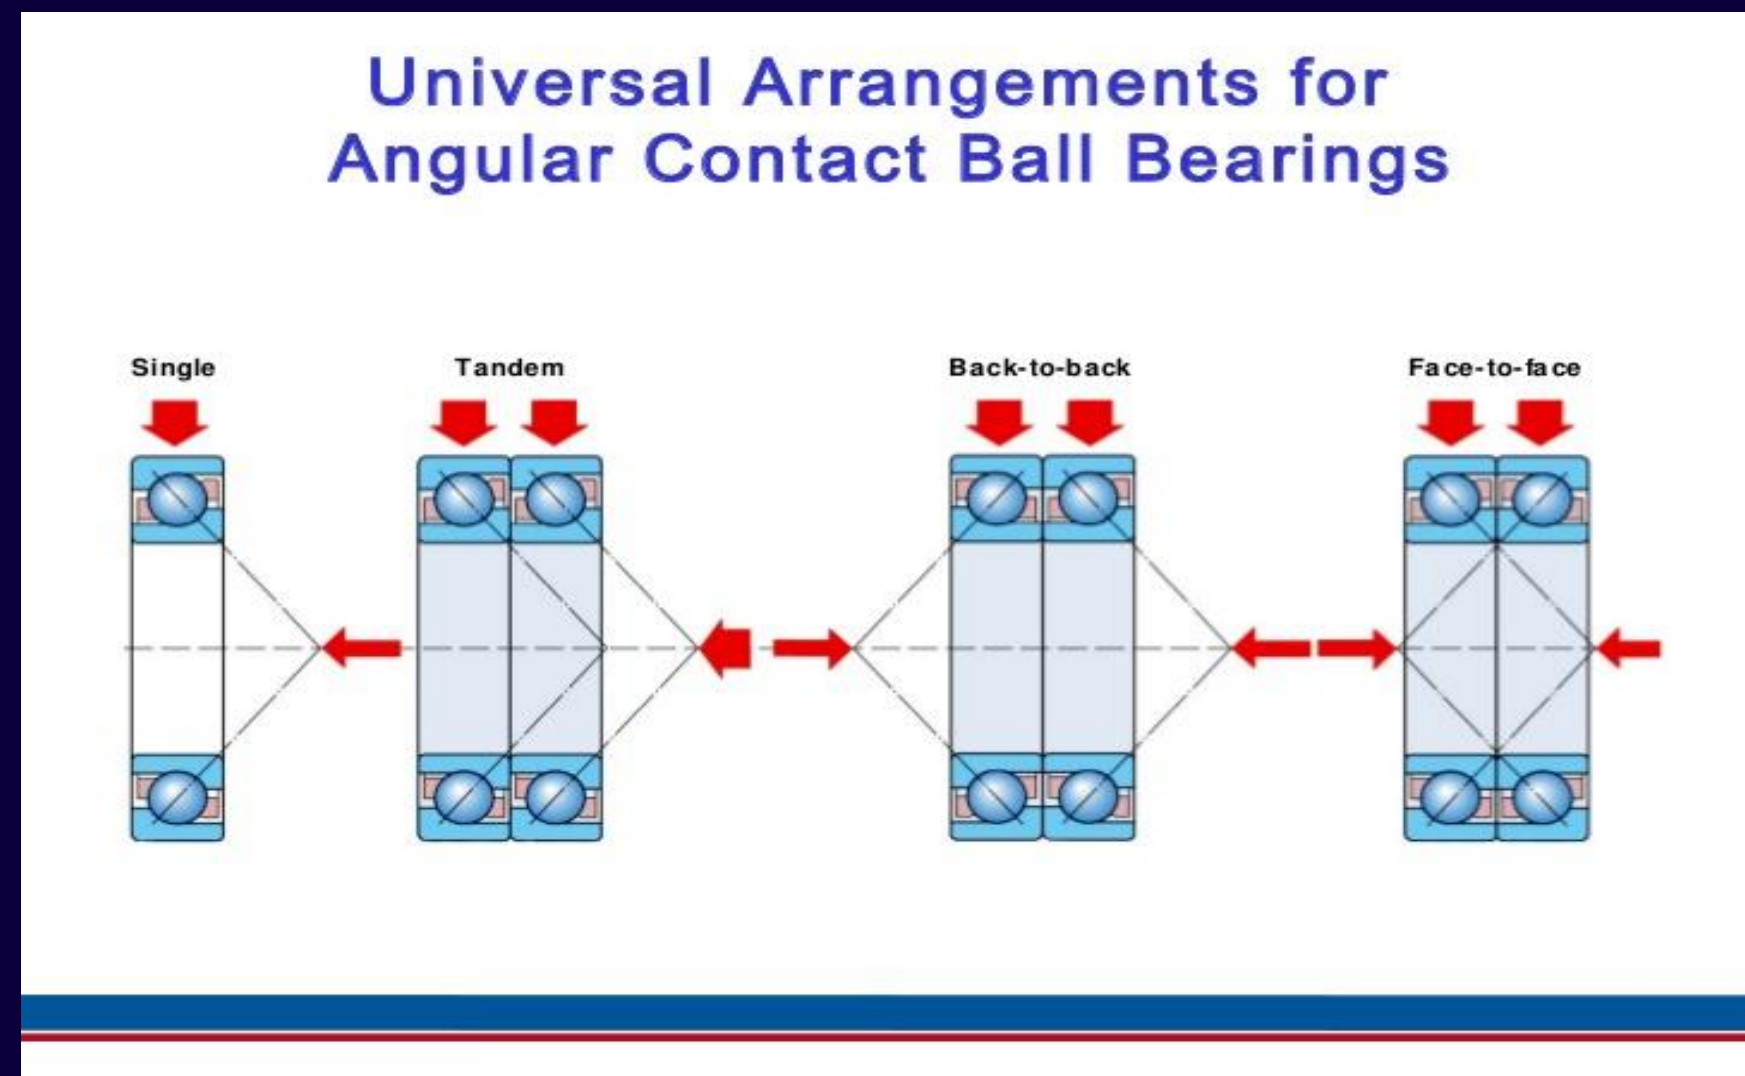 Universal Arrangements for
Angular Contact Ball Bearings
Single
Tandem
Back-to-back
Face-to-face